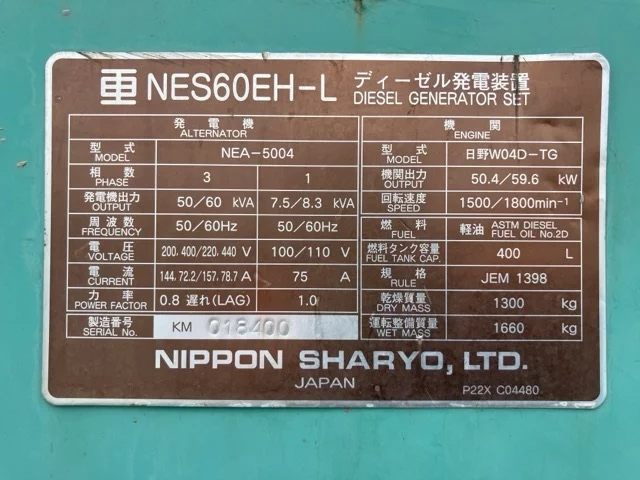 NES60EH-L ディーゼル発電装置
DIESEL GENERATOR SET
発電機
ALTERNATOR
型式
MODEL
NEA-5004
相数
PHASE
3
1
発電機出力
OUTPUT
50/60 kVA
7.5/8.3 kVA
周波数
FREQUENCY
50/60Hz
50/60Hz
電圧
VOLTAGE
200, 400/220, 440 V
100/110 V
電流
CURRENT
144, 72.2/157, 78.7 A
75 A
力率
POWER FACTOR
0.8 遅れ(LAG)
1.0
製造番号
SERIAL No.
KM 018400
機関
ENGINE
型式
MODEL
日野W04D-TG
機関出力
OUTPUT
50.4/59.6 kW
回転速度
SPEED
1500/1800min⁻¹
燃料
FUEL
軽油 ASTM DIESEL
FUEL OIL No.2D
燃料タンク容量
FUEL TANK CAP.
400 L
規格
RULE
JEM 1398
乾燥質量
DRY MASS
1300 kg
運転整備質量
WET MASS
1660 kg
NIPPON SHARYO, LTD.
JAPAN
P22X C04480